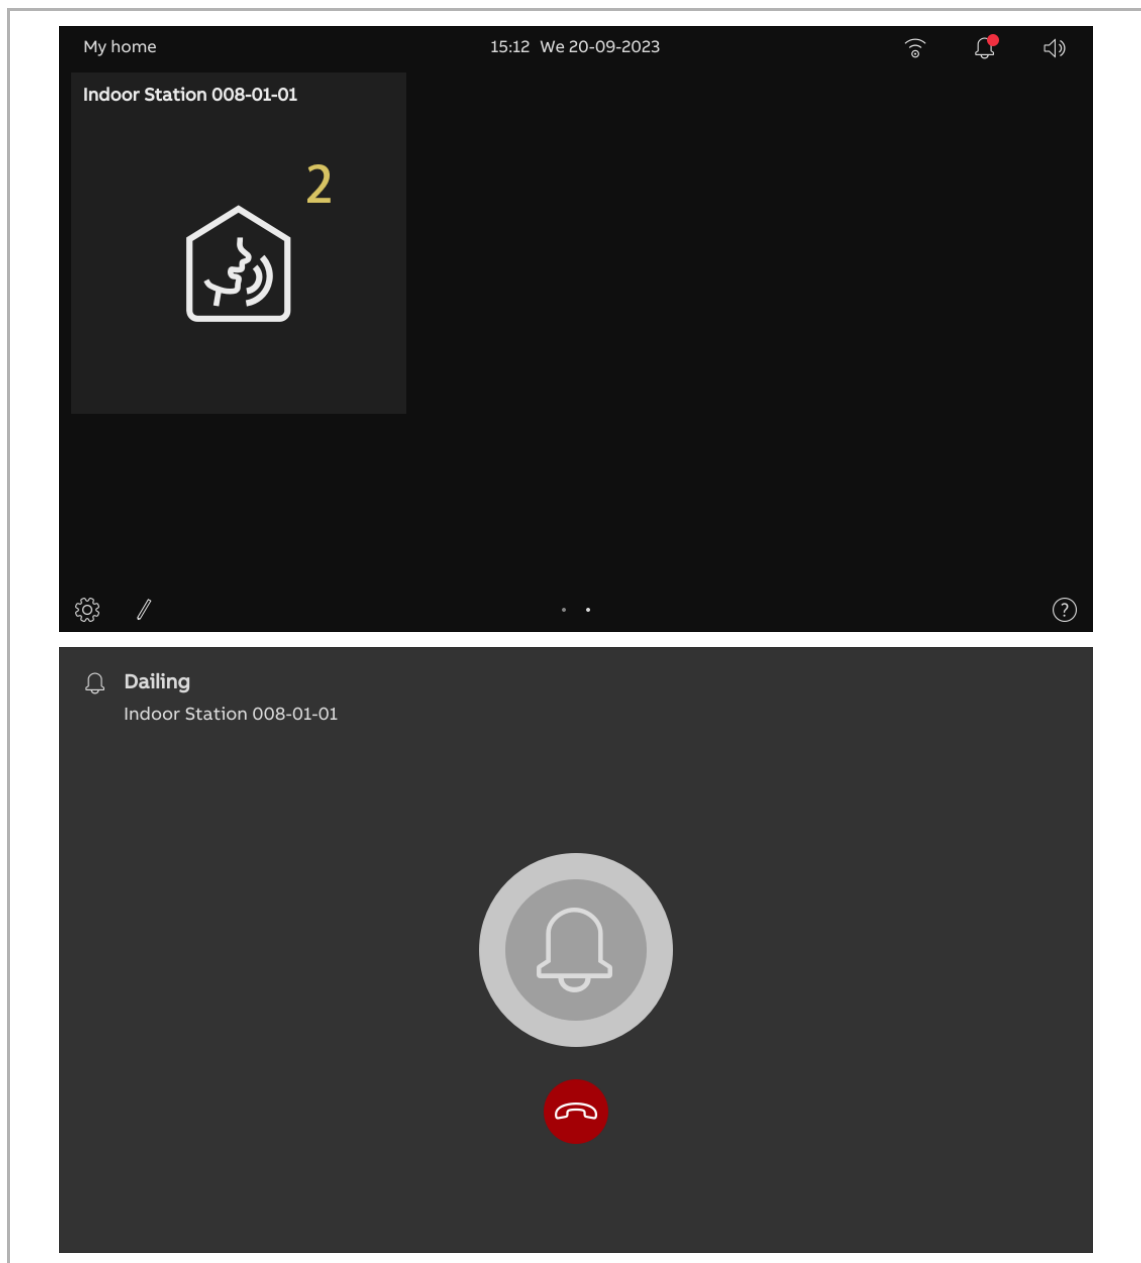 My home
15:12 We 20-09-2023
Indoor Station 008-01-01
2
?
Dailing
Indoor Station 008-01-01